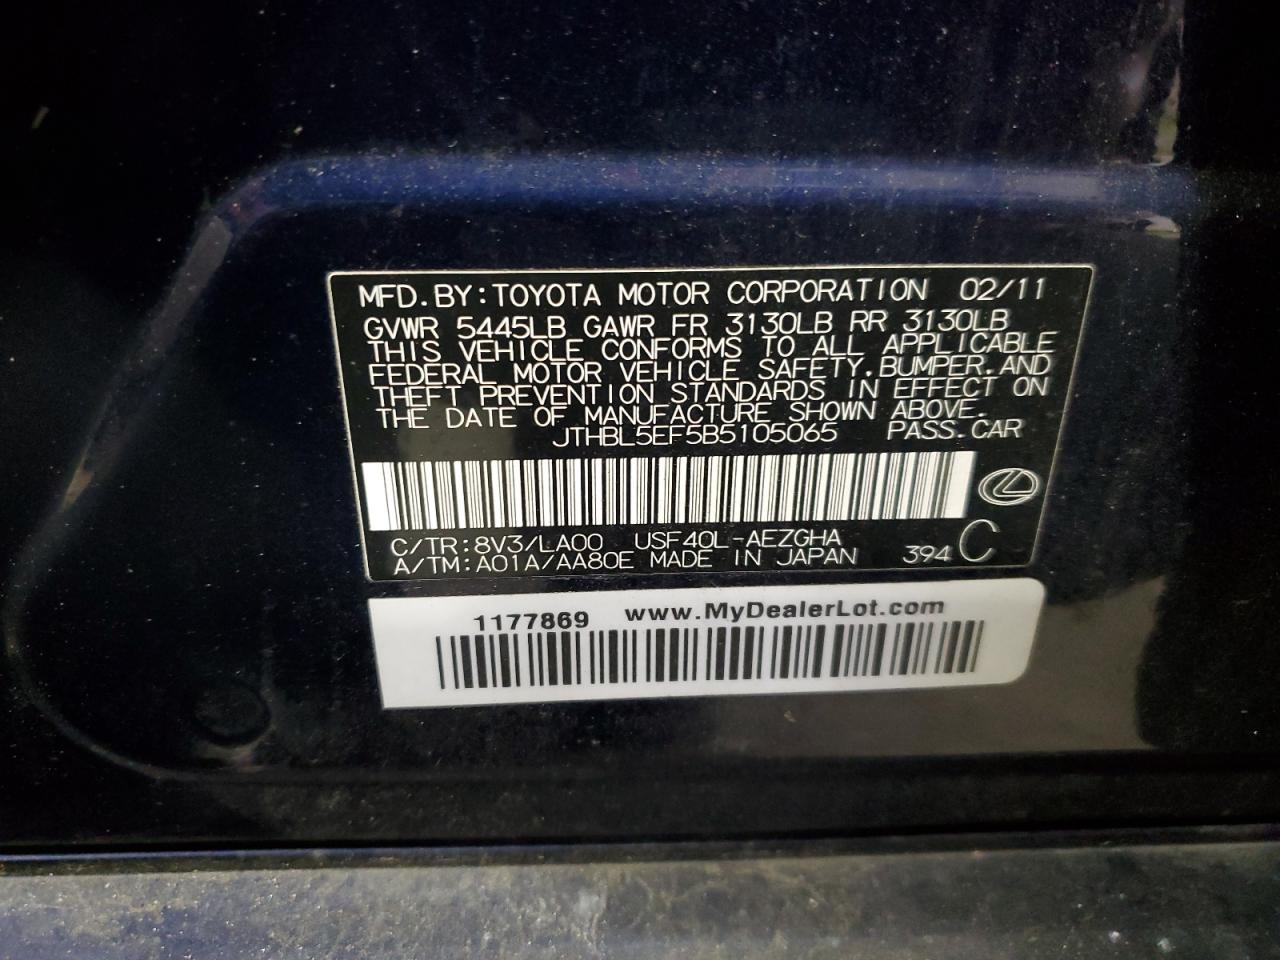 MFD.BY:TOYOTA MOTOR CORPORATION 02/11
GVWR 5445LB GAWR FR 3130LB RR 3130LB
THIS VEHICLE CONFORMS TO ALL APPLICABLE
FEDERAL MOTOR VEHICLE SAFETY.BUMPER.AND
THEFT PREVENTION STANDARDS IN EFFECT ON
THE DATE OF MANUFACTURE SHOWN ABOVE.
JTHBL5EF5B5105065 PASS.CAR
C/TR:8V3/LA00 USF40L-AEZGHA
A/TM:A01A/AA80E MADE IN JAPAN 394 C
1177869 www.MyDealerLot.com